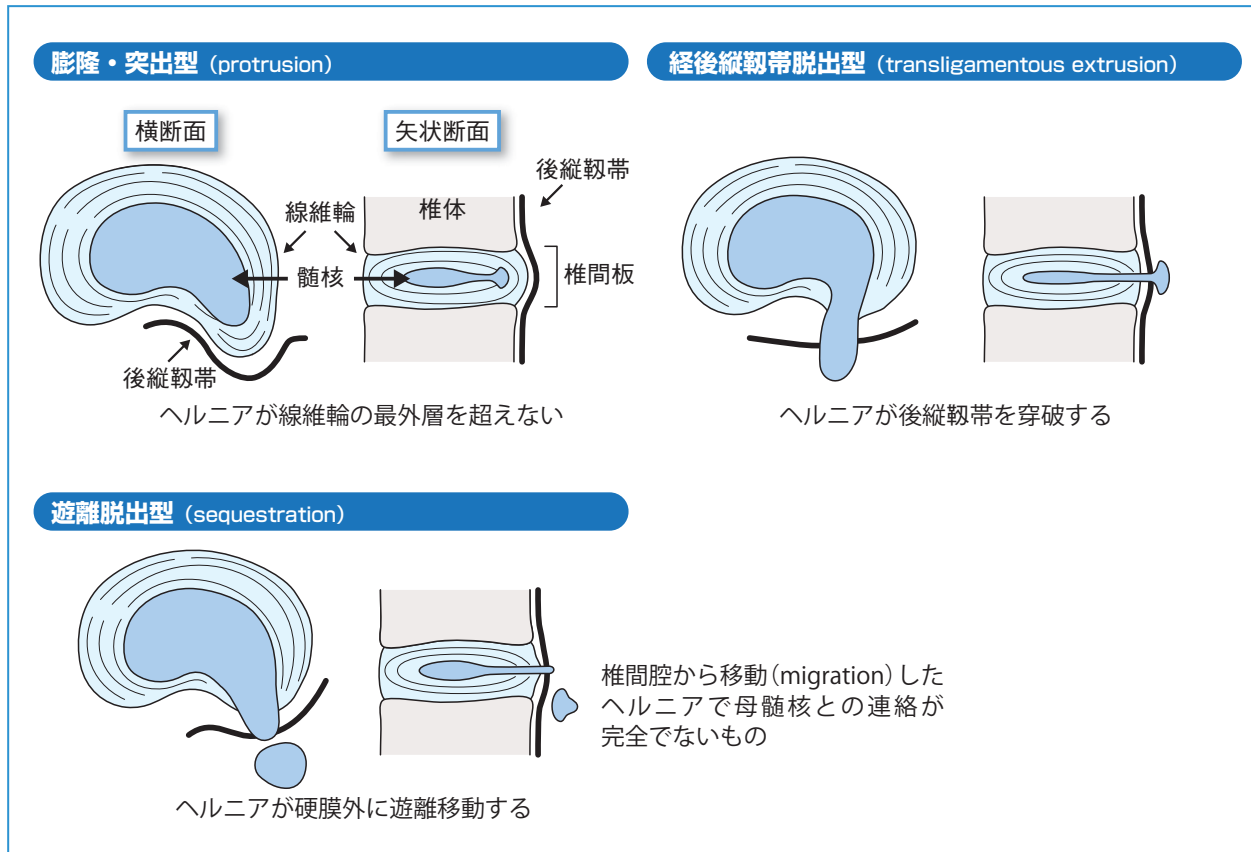 膨隆・突出型（protrusion）
横断面
矢状断面
後縦靱帯
線維輪
椎体
髄核
椎間板
後縦靱帯
ヘルニアが線維輪の最外層を超えない
経後縦靱帯脱出型（transligamentous extrusion）
ヘルニアが後縦靱帯を穿破する
遊離脱出型（sequestration）
椎間腔から移動（migration）した
ヘルニアで母髄核との連絡が
完全でないもの
ヘルニアが硬膜外に遊離移動する